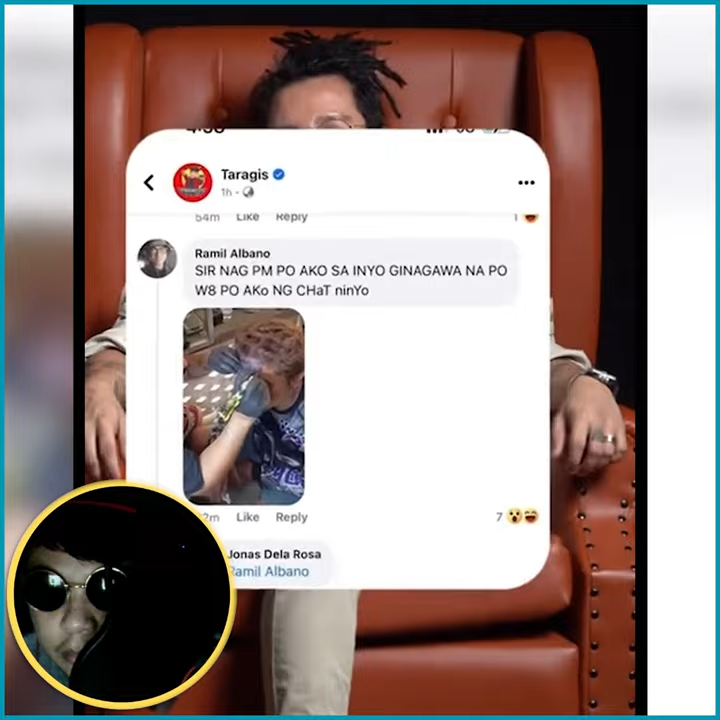 Taragis
1h
54m Like Reply 1
Ramil Albano
SIR NAG PM PO AKO SA INYO GINAGAWA NA PO
W8 PO AKo NG CHaT ninYo
Like Reply 7
Jonas Dela Rosa
Ramil Albano